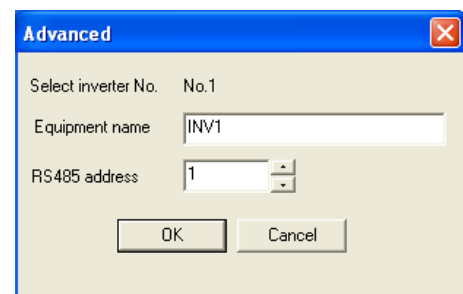 Advanced
Select inverter No. No.1
Equipment name INV1
RS485 address 1
OK Cancel